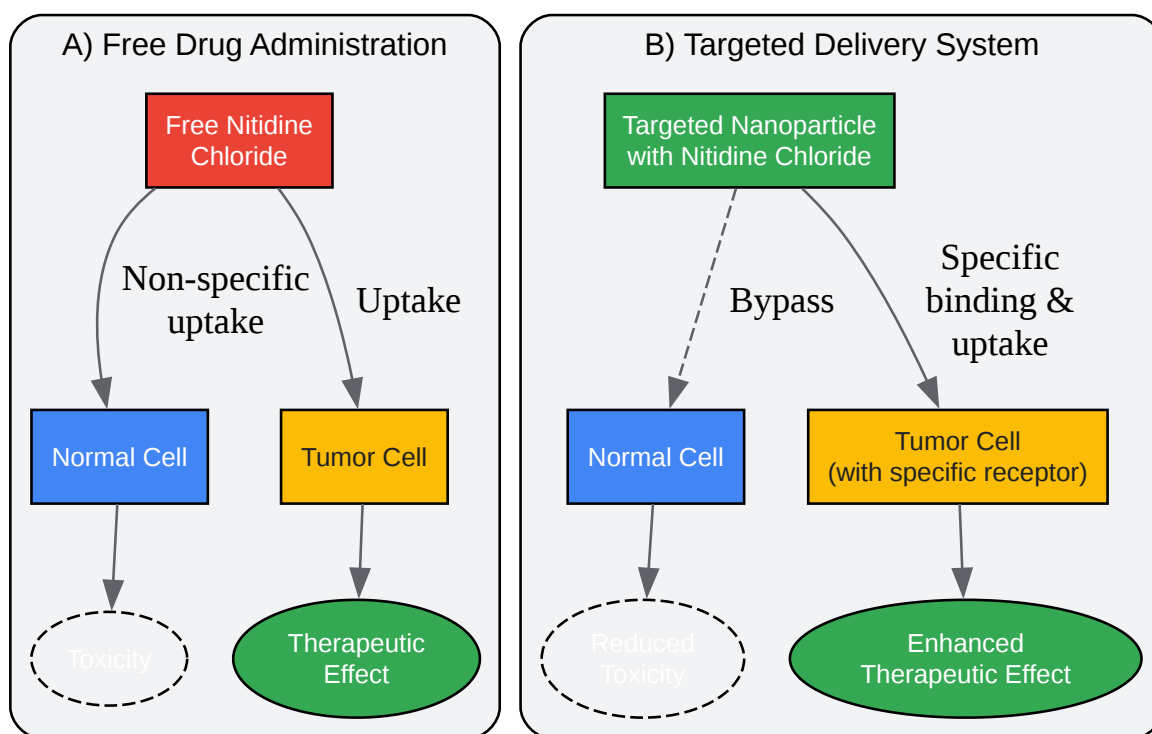 A) Free Drug Administration
Free Nitidine
Chloride
Non-specific
uptake
Uptake
Normal Cell
Tumor Cell
Toxicity
Therapeutic
Effect
B) Targeted Delivery System
Targeted Nanoparticle
with Nitidine Chloride
Bypass
Specific
binding &
uptake
Normal Cell
Tumor Cell
(with specific receptor)
Reduced
Toxicity
Enhanced
Therapeutic Effect